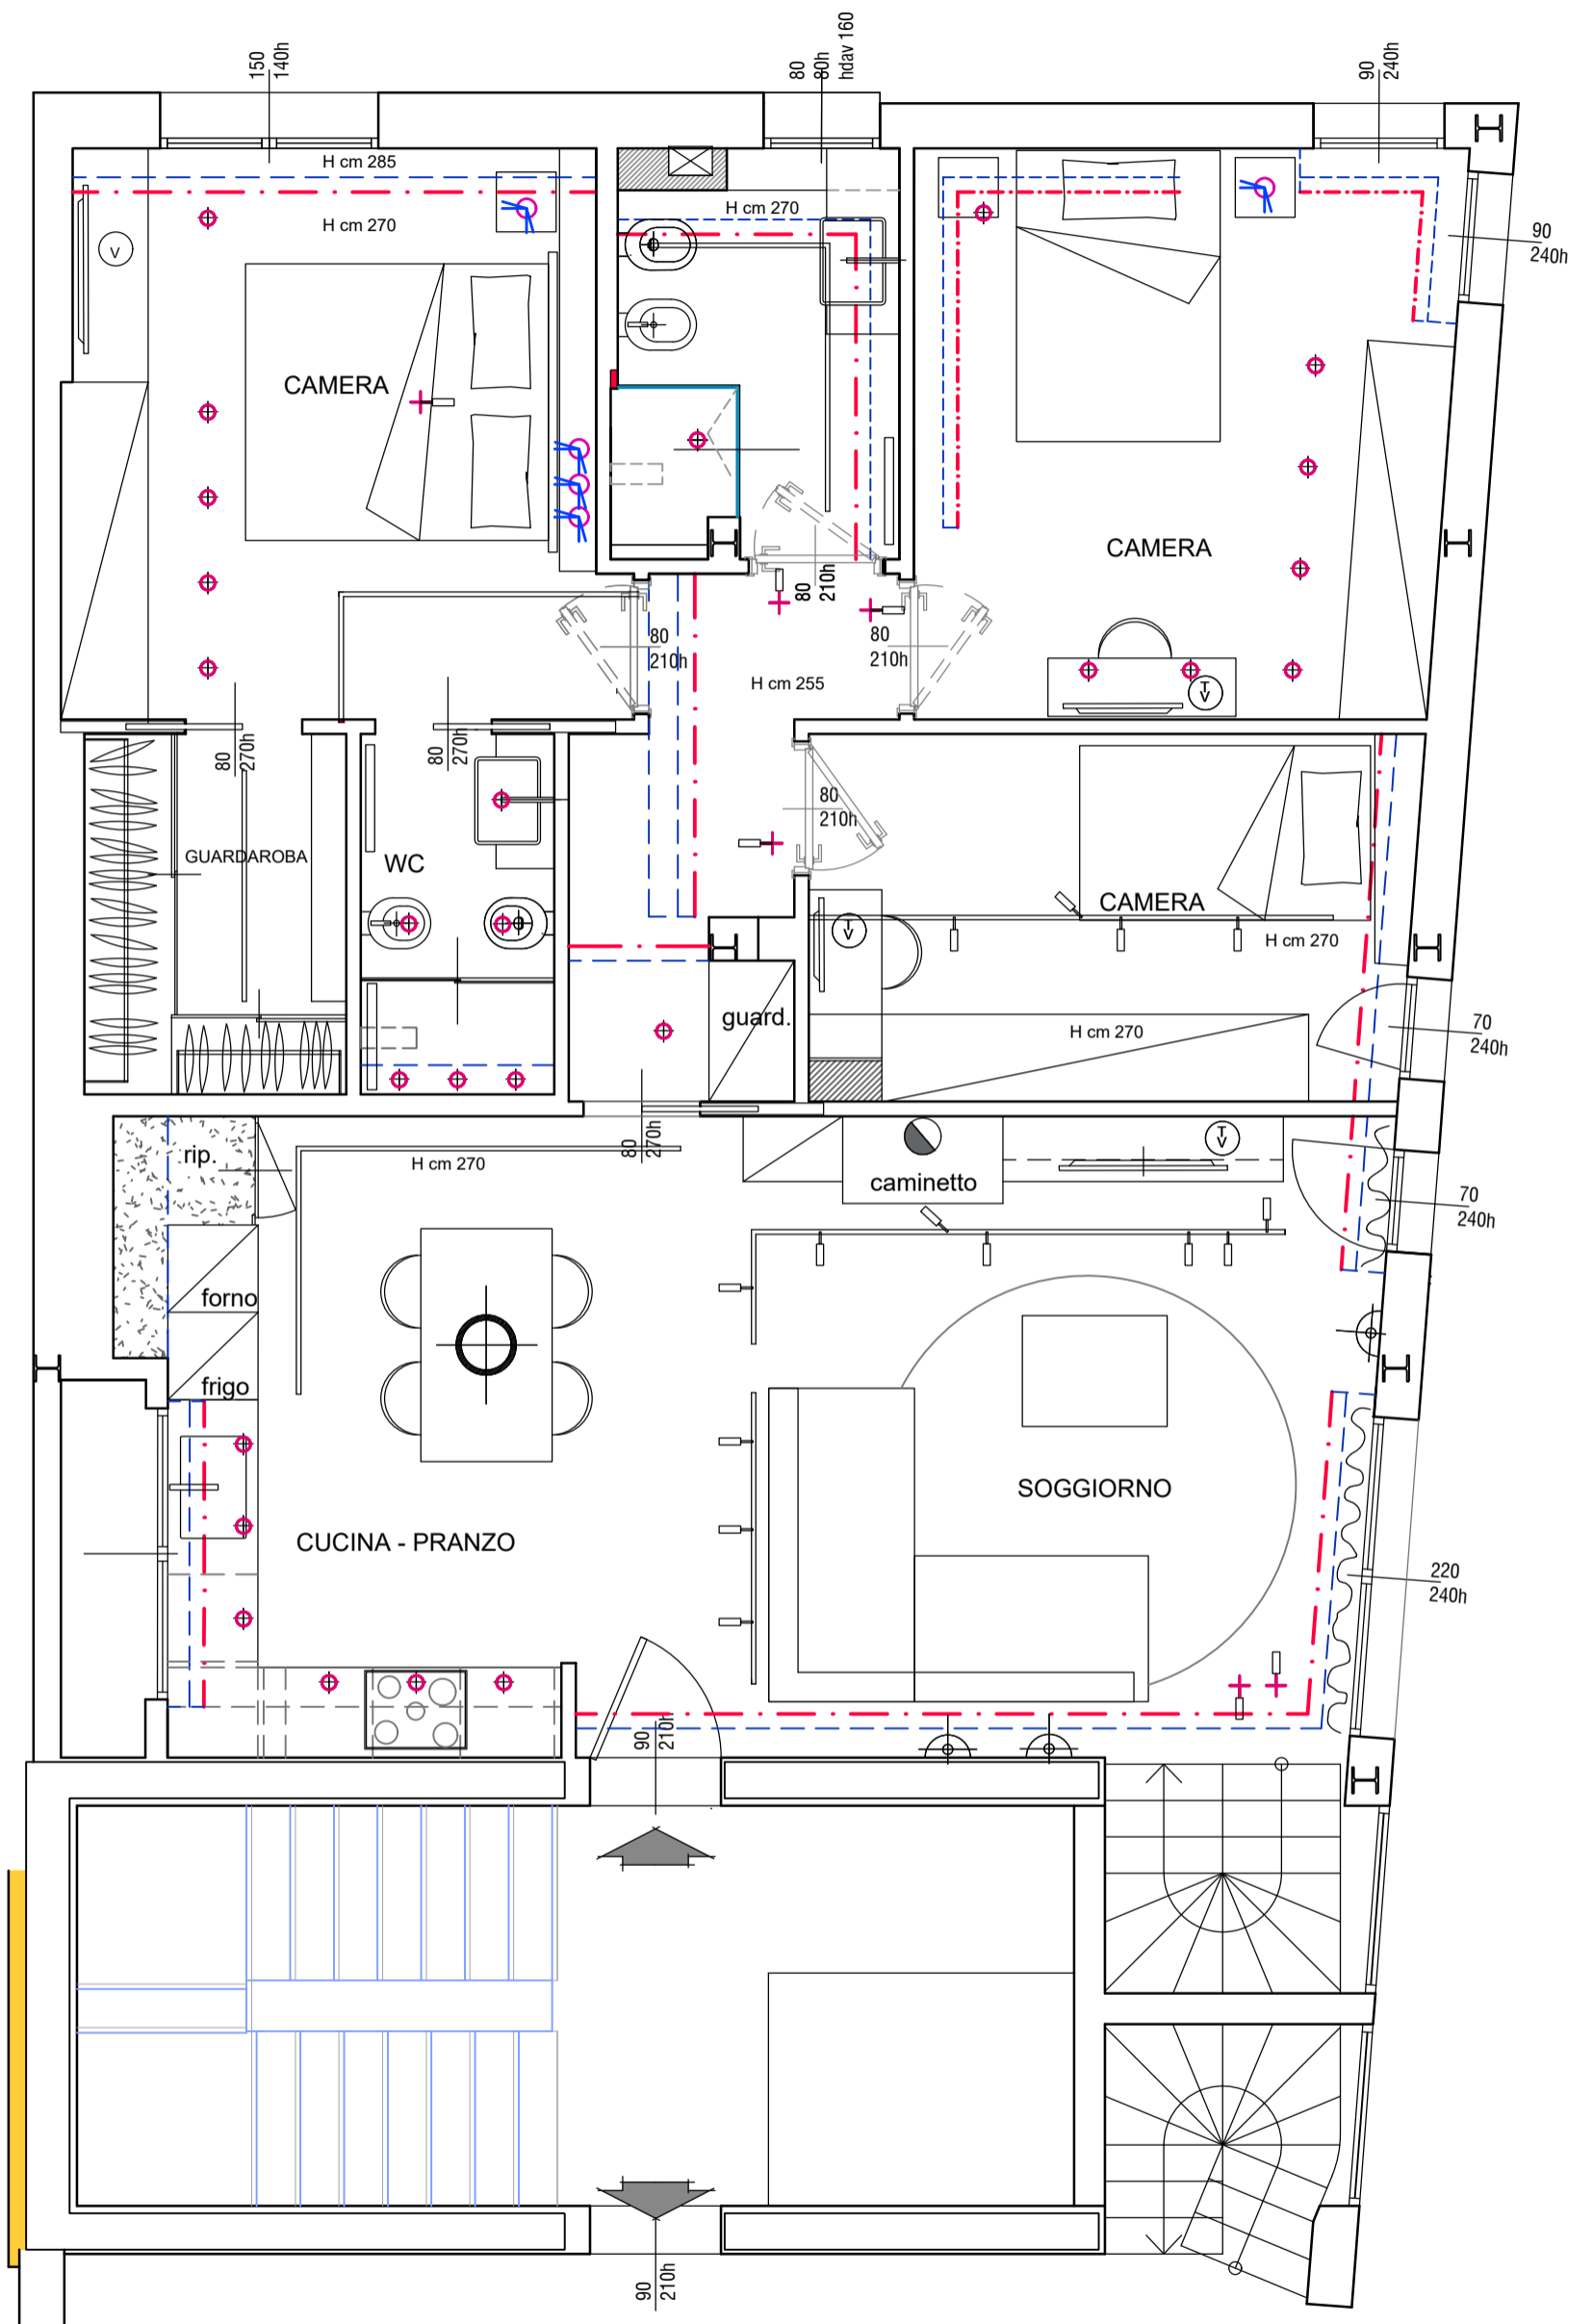 150
140h
80
80h
hdav 160
90
240h
H cm 285
H cm 270
V
H cm 270
90
240h
CAMERA
CAMERA
80
210h
80
210h
80
210h
H cm 255
TV
80
270h
80
270h
80
210h
GUARDAROBA
WC
CAMERA
TV
H cm 270
guard.
H cm 270
70
240h
80
270h
rip.
H cm 270
TV
caminetto
70
240h
forno
frigo
SOGGIORNO
CUCINA - PRANZO
220
240h
90
210h
90
210h